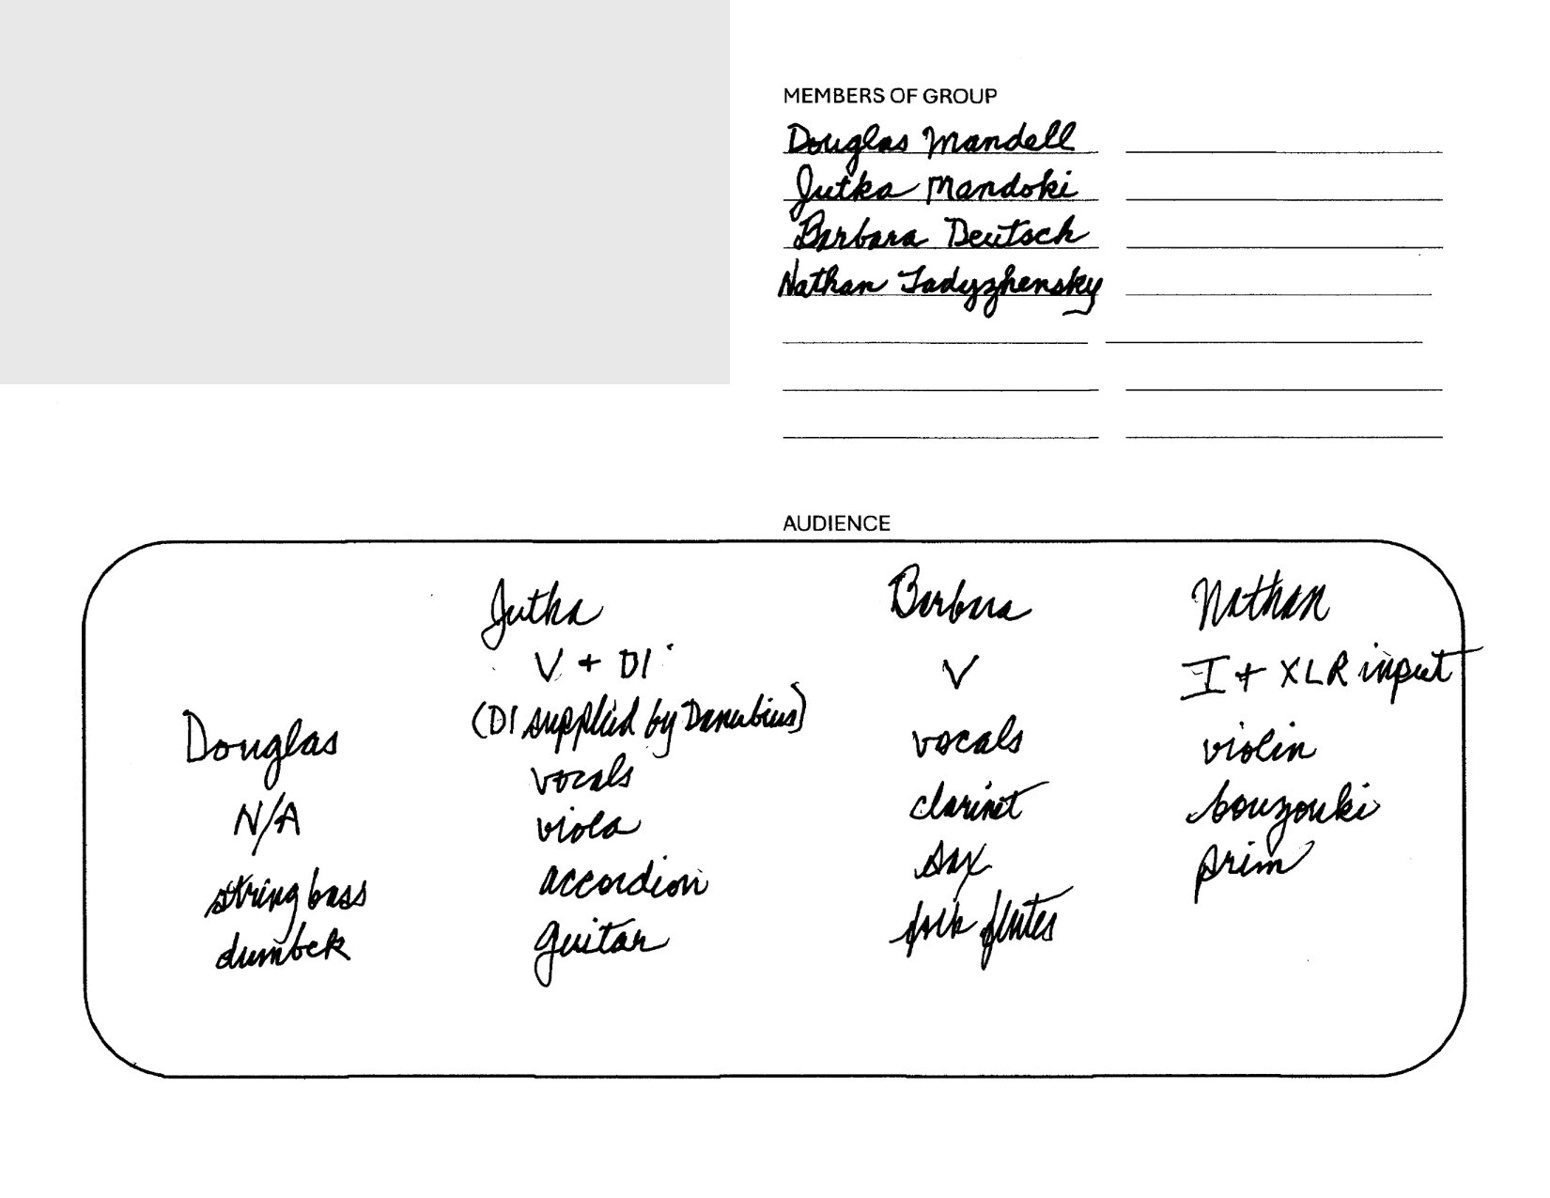 MEMBERS OF GROUP
Douglas Mandell
Jutka Mandoki
Barbara Deutsch
Nathan Tadyzhensky
AUDIENCE
Douglas
N/A
string bass
dumbek
Jutka
V + DI
(DI supplied by Danubius)
vocals
viola
accordion
guitar
Barbara
V
vocals
clarinet
sax
folk flutes
Nathan
I + XLR input
violin
bouzouki
prim